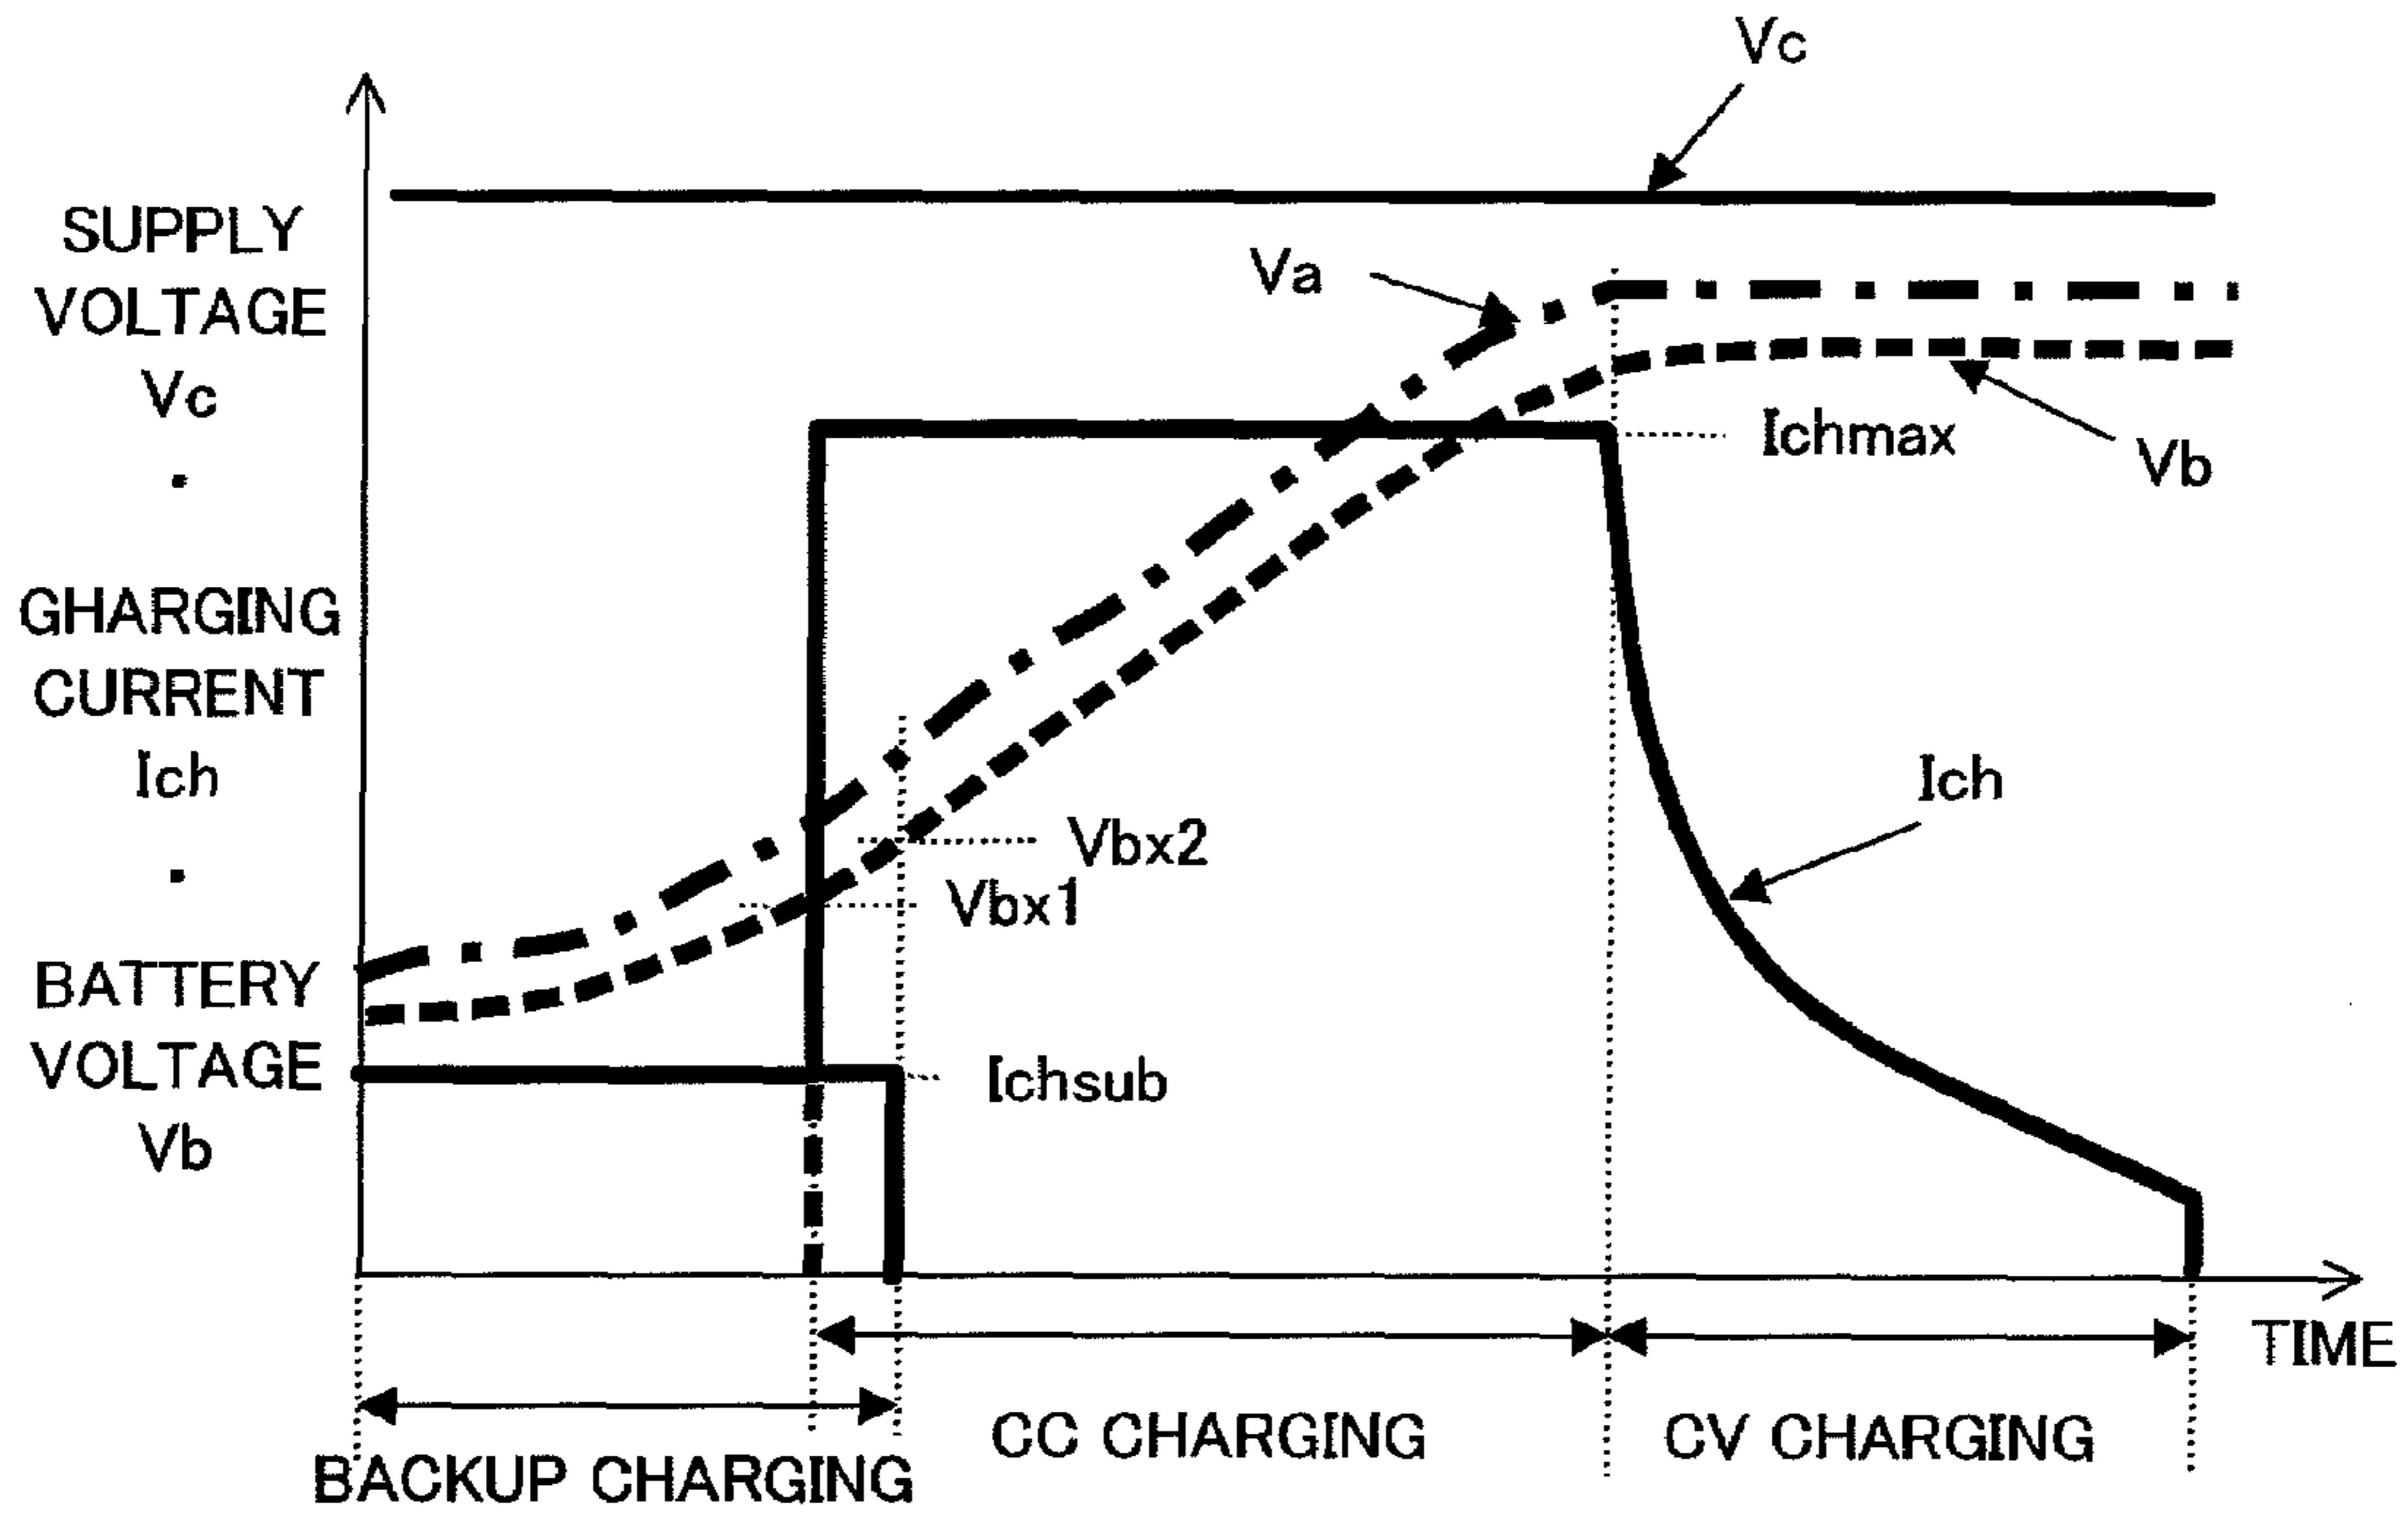 Vc
SUPPLY
VOLTAGE
Vc
·
GHARGING
CURRENT
Ich
·
BATTERY
VOLTAGE
Vb
Va
Ichmax
Vb
Ich
Vbx2
Vbx1
Ichsub
TIME
CC CHARGING
CV CHARGING
BACKUP CHARGING